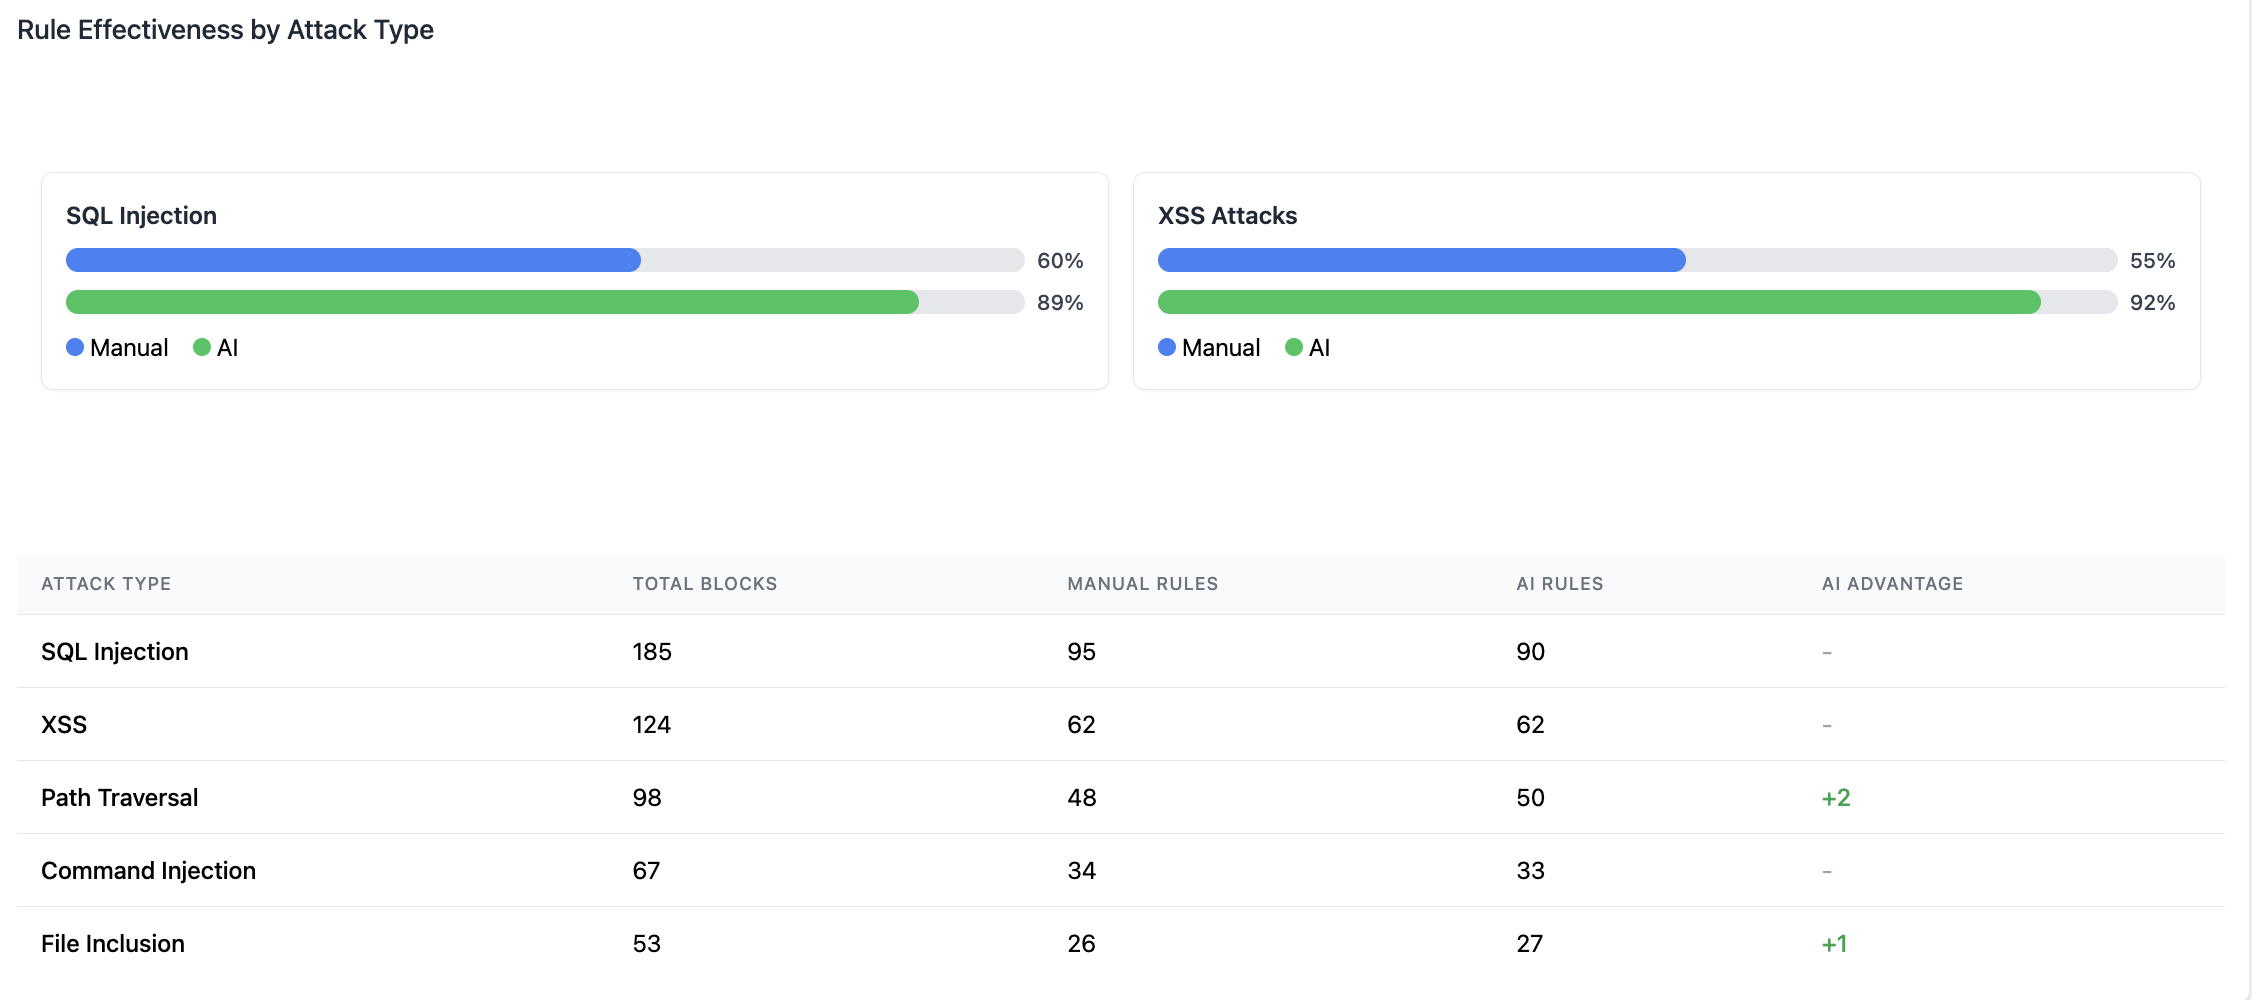 Rule Effectiveness by Attack Type
SQL Injection
60%
89%
Manual AI
XSS Attacks
55%
92%
Manual AI
ATTACK TYPE TOTAL BLOCKS MANUAL RULES AI RULES AI ADVANTAGE
SQL Injection 185 95 90 -
XSS 124 62 62 -
Path Traversal 98 48 50 +2
Command Injection 67 34 33 -
File Inclusion 53 26 27 +1